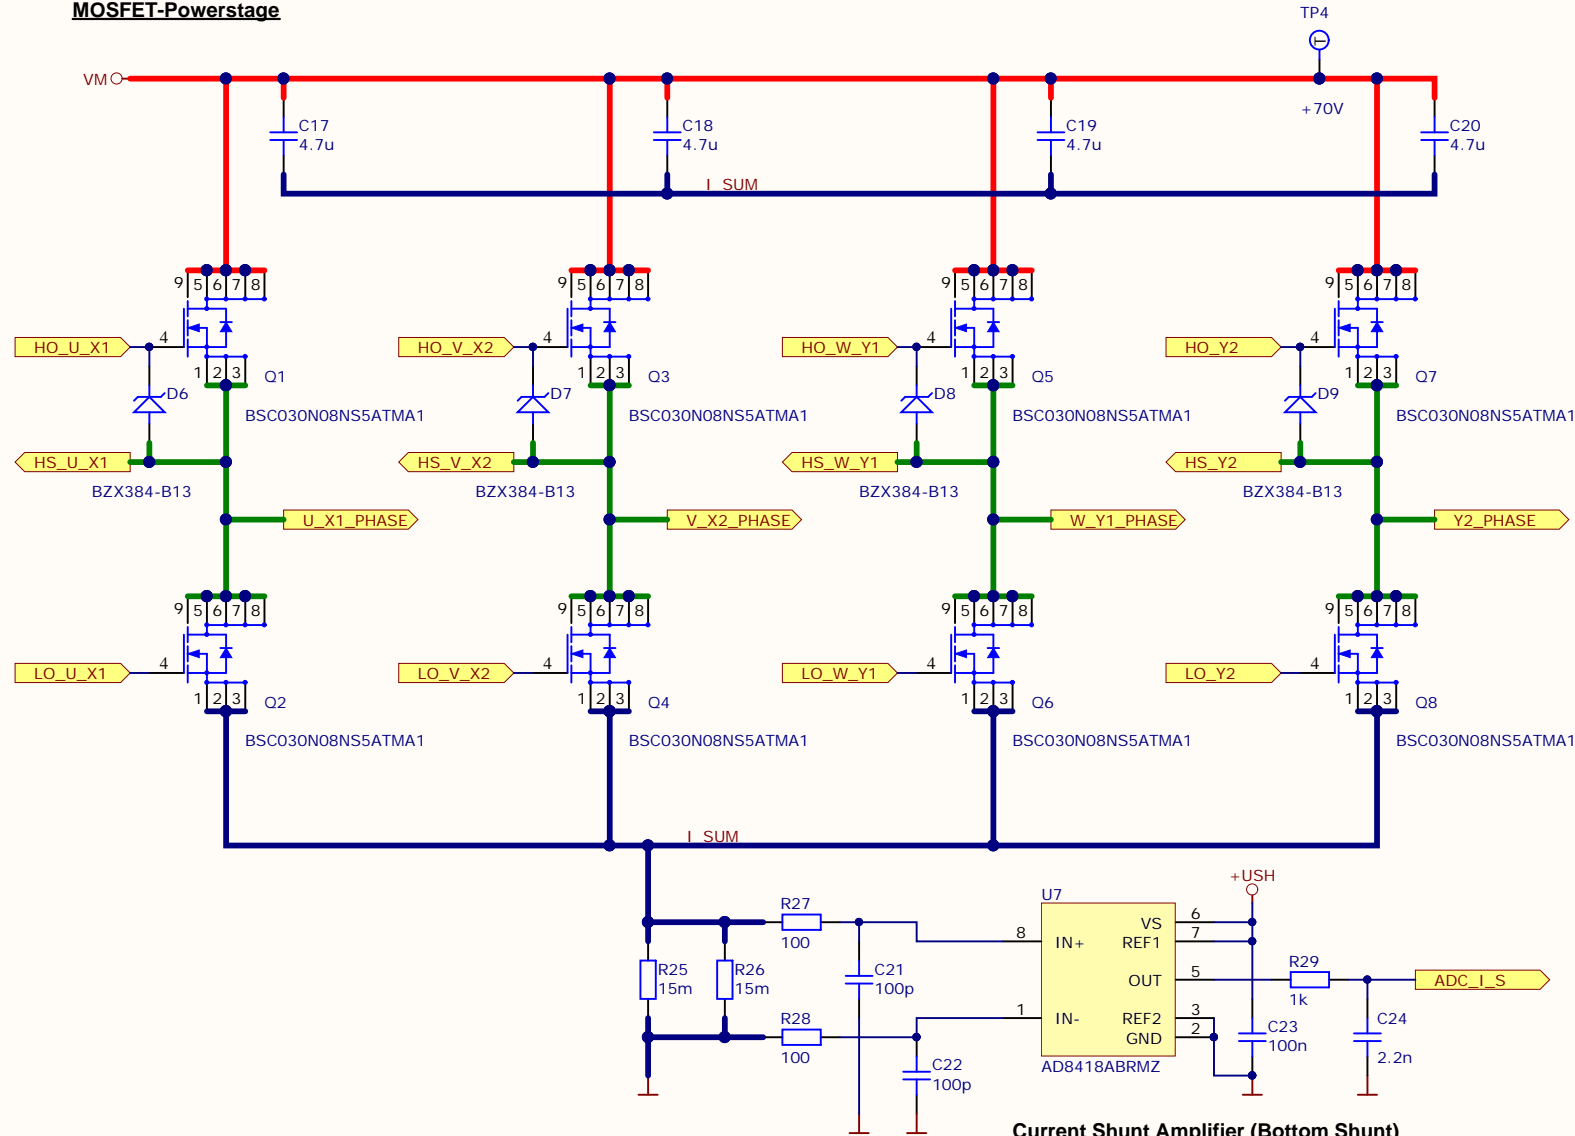 MOSFET-Powerstage
TP4
T
VM
+70V
C17
4.7u
C18
4.7u
C19
4.7u
C20
4.7u
I_SUM
9 5 6 7 8
9 5 6 7 8
9 5 6 7 8
9 5 6 7 8
HO_U_X1 4
HO_V_X2 4
HO_W_Y1 4
HO_Y2 4
1 2 3 Q1
1 2 3 Q3
1 2 3 Q5
1 2 3 Q7
D6
D7
D8
D9
BSC030N08NS5ATMA1
BSC030N08NS5ATMA1
BSC030N08NS5ATMA1
BSC030N08NS5ATMA1
HS_U_X1
HS_V_X2
HS_W_Y1
HS_Y2
BZX384-B13
BZX384-B13
BZX384-B13
BZX384-B13
U_X1_PHASE
V_X2_PHASE
W_Y1_PHASE
Y2_PHASE
9 5 6 7 8
9 5 6 7 8
9 5 6 7 8
9 5 6 7 8
LO_U_X1 4
LO_V_X2 4
LO_W_Y1 4
LO_Y2 4
1 2 3 Q2
1 2 3 Q4
1 2 3 Q6
1 2 3 Q8
BSC030N08NS5ATMA1
BSC030N08NS5ATMA1
BSC030N08NS5ATMA1
BSC030N08NS5ATMA1
I_SUM
R25
15m
R26
15m
R27
100
C21
100p
R28
100
C22
100p
U7
8 IN+
1 IN-
VS 6
REF1 7
OUT 5
REF2 3
GND 2
AD8418ABRMZ
+USH
R29
1k
ADC_I_S
C23
100n
C24
2.2n
Current Shunt Amplifier (Bottom Shunt)